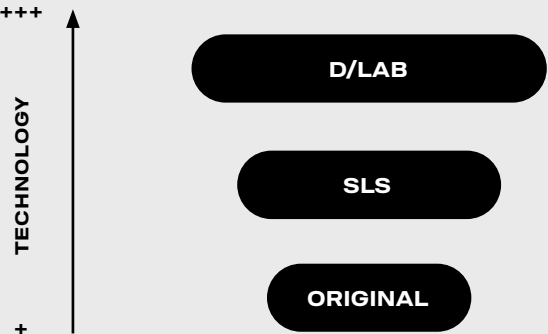 +++
TECHNOLOGY
+
D/LAB
SLS
ORIGINAL